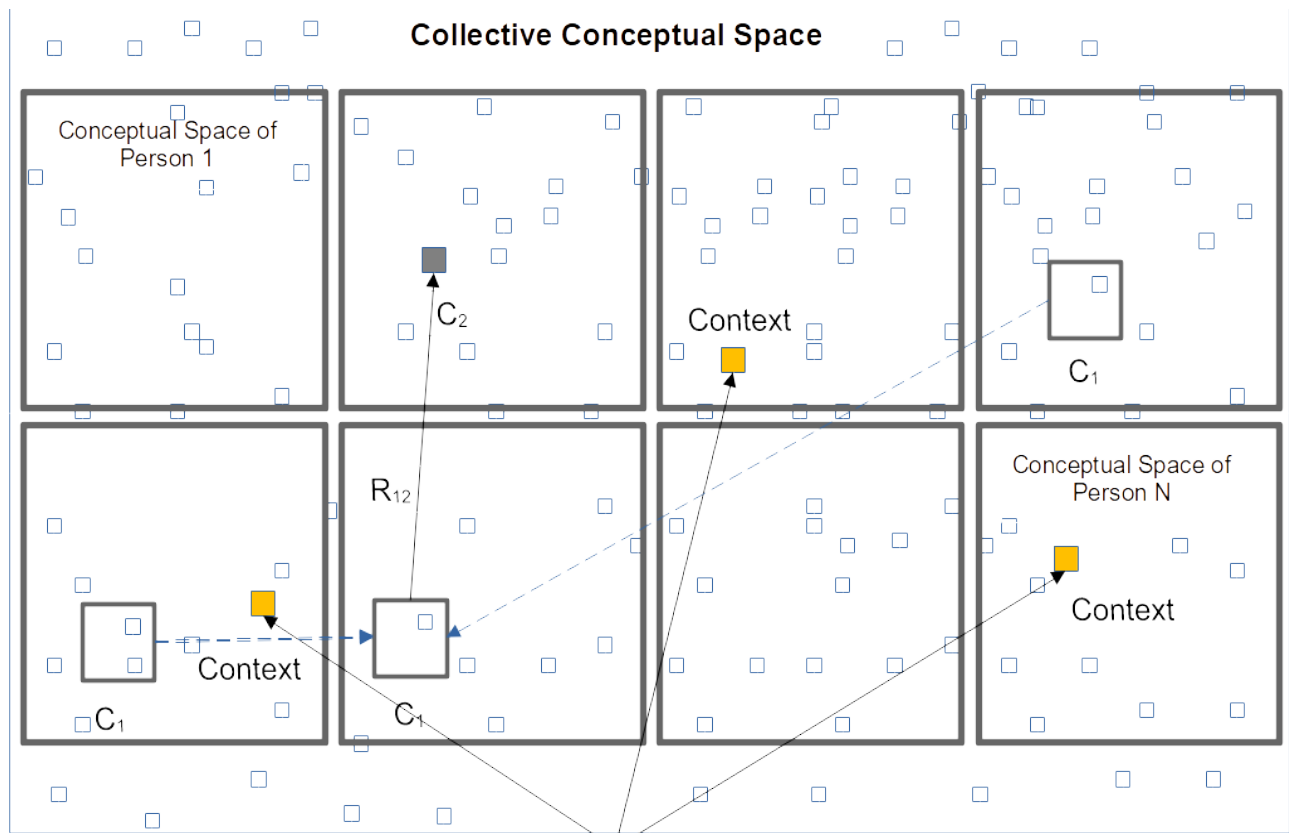 Collective Conceptual Space
Conceptual Space of
Person 1
C₂
Context
C₁
R₁₂
Conceptual Space of
Person N
Context
Context
C₁
C₁